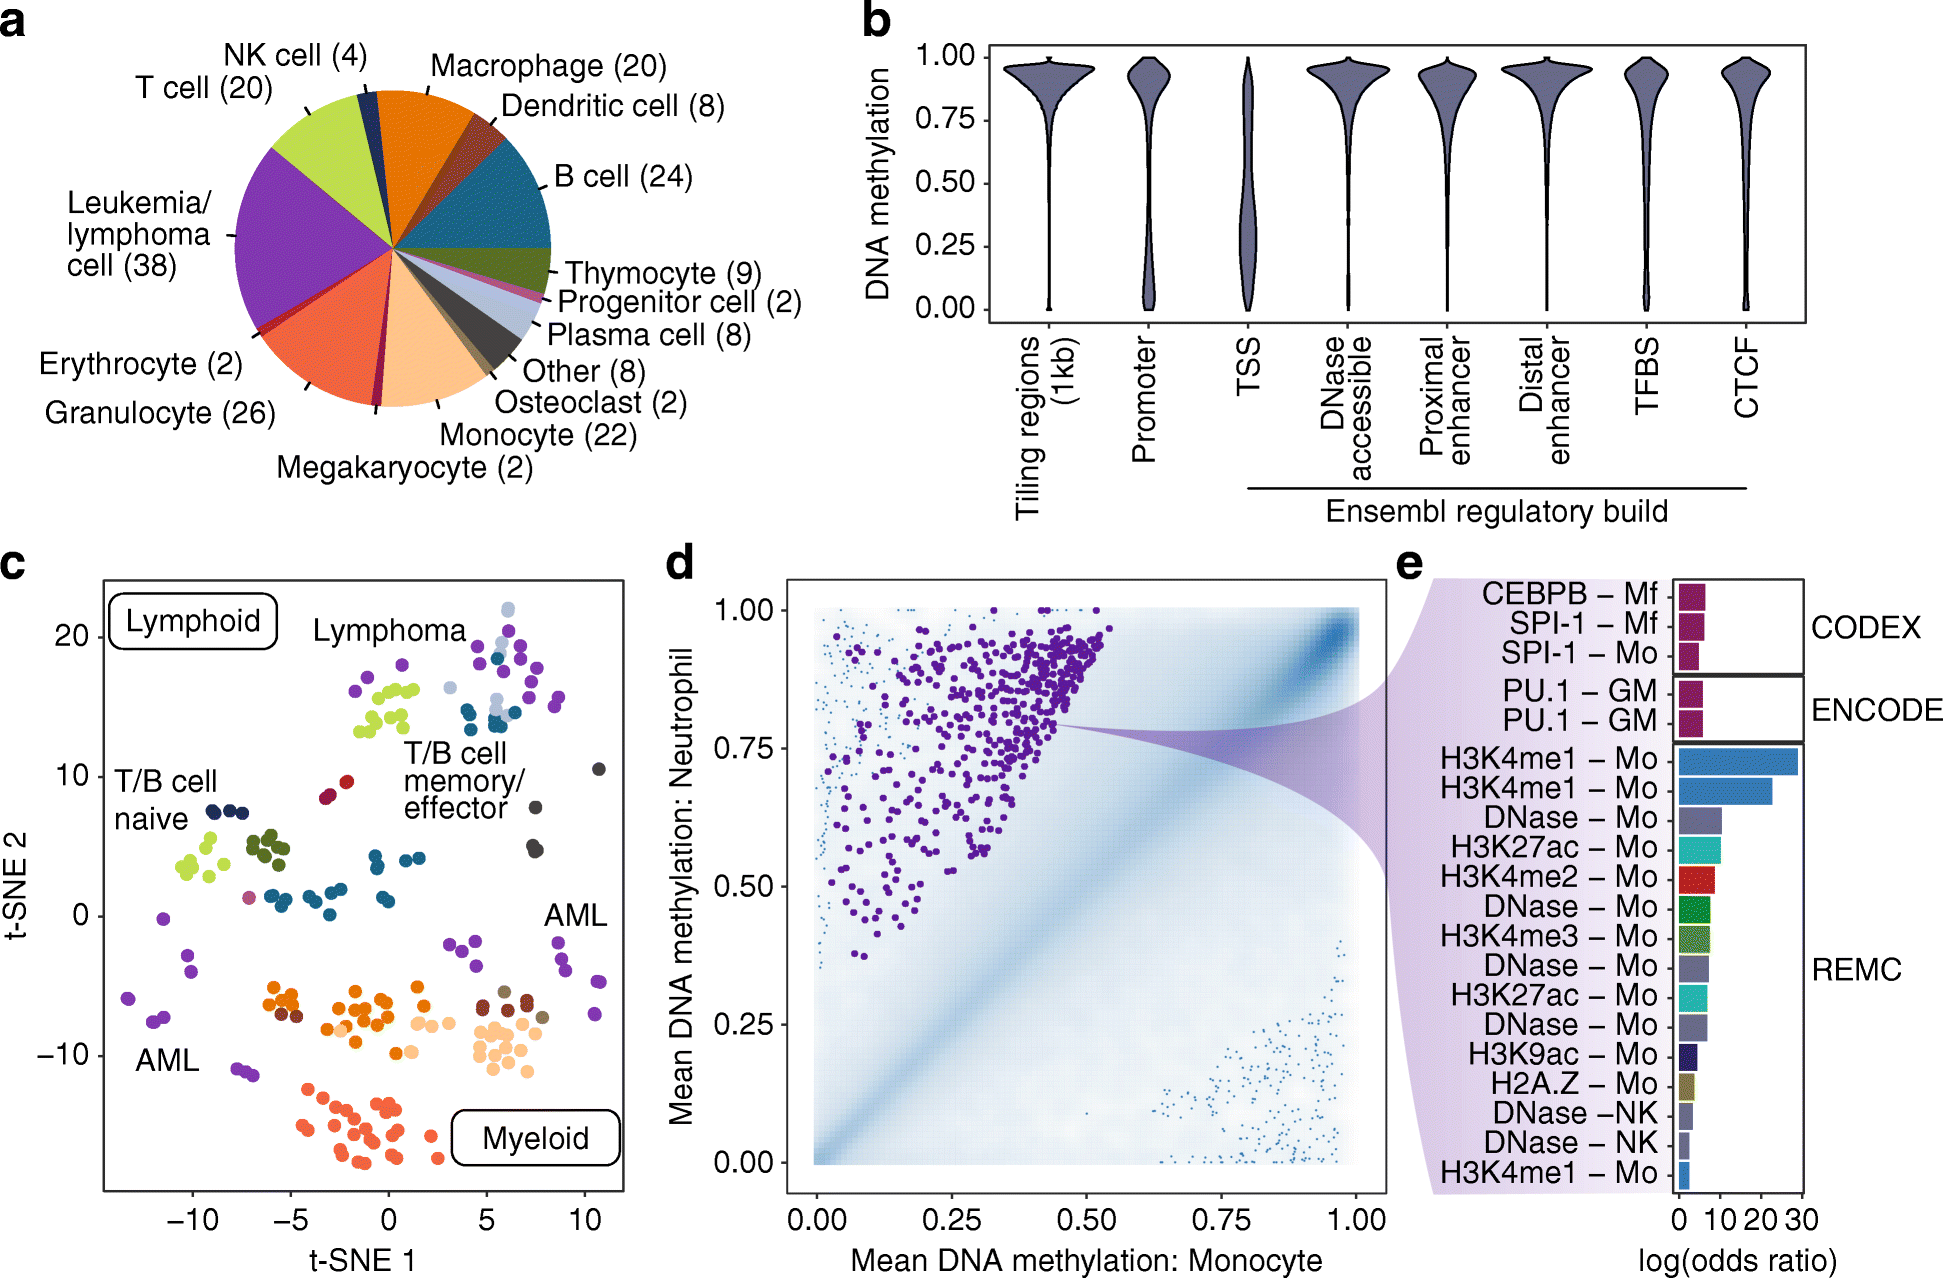 a
NK cell (4)
T cell (20)
Macrophage (20)
Dendritic cell (8)
B cell (24)
Leukemia/
lymphoma
cell (38)
Thymocyte (9)
Progenitor cell (2)
Plasma cell (8)
Other (8)
Osteoclast (2)
Monocyte (22)
Megakaryocyte (2)
Erythrocyte (2)
Granulocyte (26)
b
DNA methylation
1.00
0.75
0.50
0.25
0.00
Tiling regions
(1kb)
Promoter
TSS
DNase
accessible
Proximal
enhancer
Distal
enhancer
TFBS
CTCF
Ensembl regulatory build
c
Lymphoid
Lymphoma
T/B cell
naive
T/B cell
memory/
effector
AML
AML
Myeloid
t-SNE 2
20
10
0
−10
−10
−5
0
5
10
t-SNE 1
d
Mean DNA methylation: Neutrophil
1.00
0.75
0.50
0.25
0.00
0.00
0.25
0.50
0.75
1.00
Mean DNA methylation: Monocyte
e
CEBPB – Mf
SPI-1 – Mf
SPI-1 – Mo
CODEX
PU.1 – GM
PU.1 – GM
ENCODE
H3K4me1 – Mo
H3K4me1 – Mo
DNase – Mo
H3K27ac – Mo
H3K4me2 – Mo
DNase – Mo
H3K4me3 – Mo
DNase – Mo
H3K27ac – Mo
DNase – Mo
H3K9ac – Mo
H2A.Z – Mo
DNase –NK
DNase – NK
H3K4me1 – Mo
REMC
0 10 20 30
log(odds ratio)